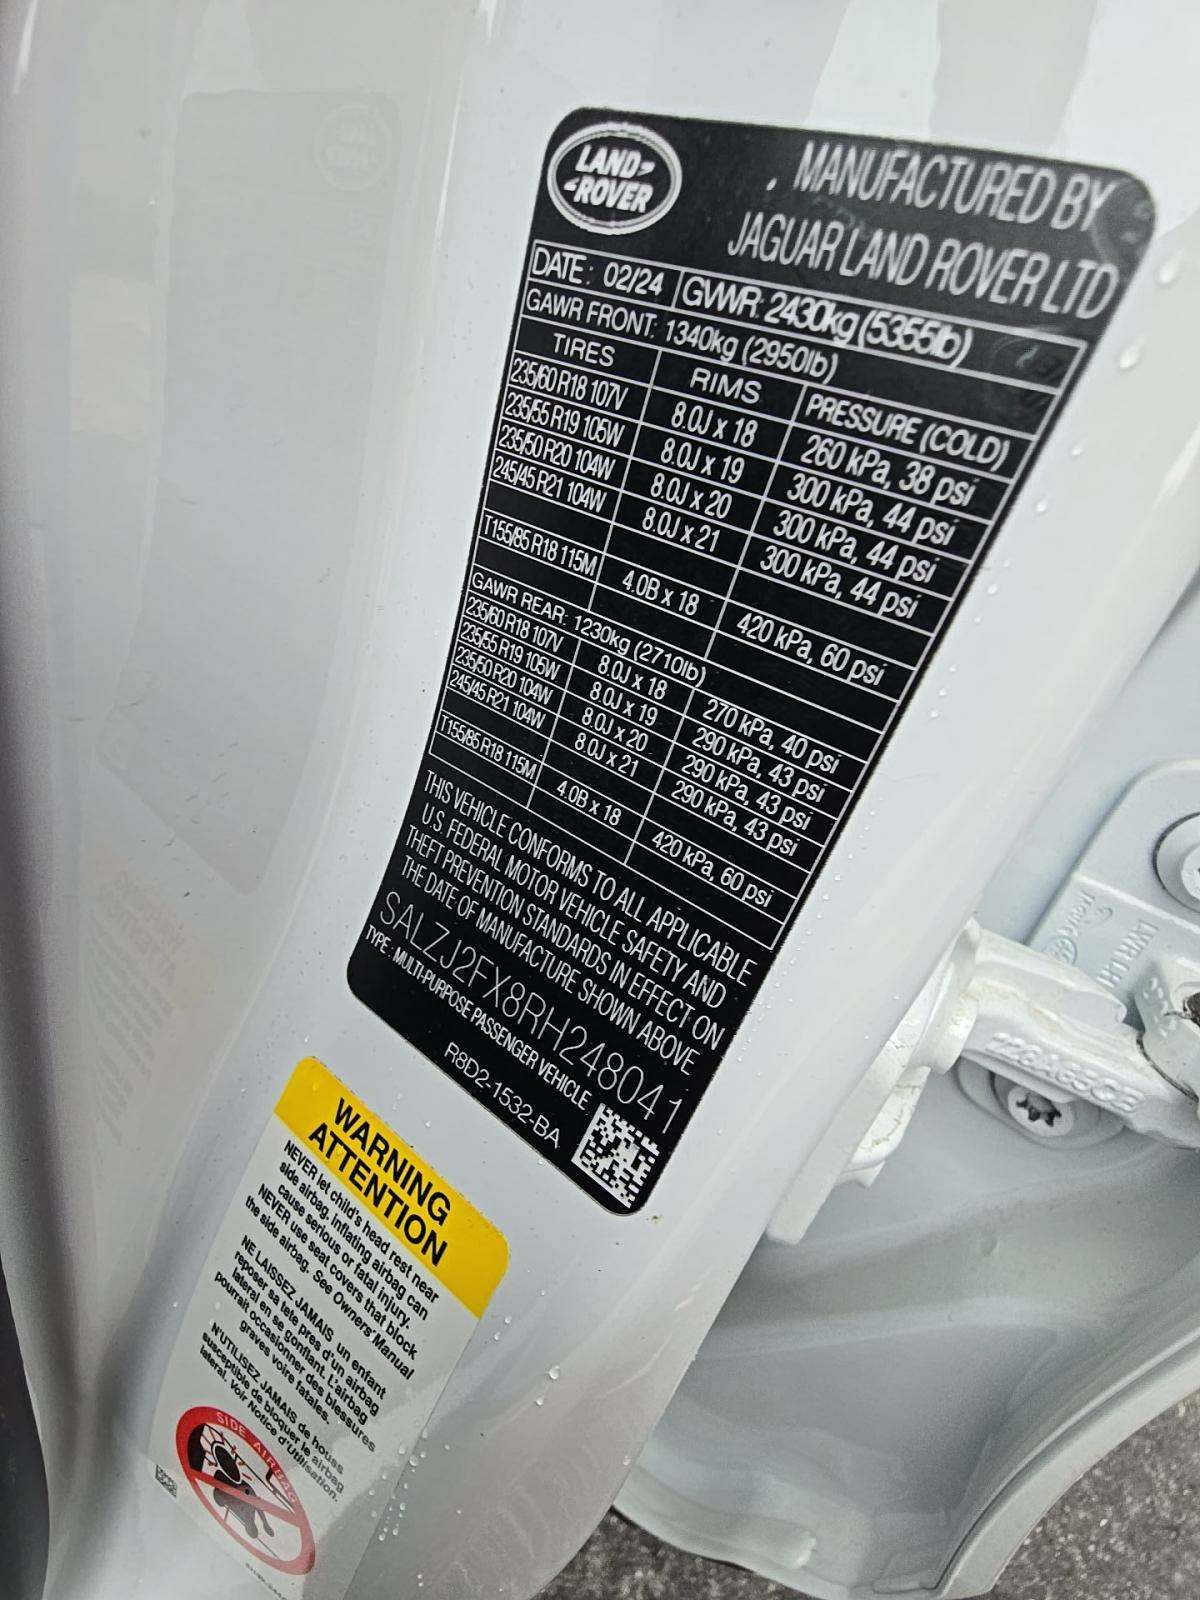 LAND
ROVER
MANUFACTURED BY
JAGUAR LAND ROVER LTD
DATE: 02/24 GVWR: 2430kg (5355lb)
GAWR FRONT: 1340kg (2950lb)
TIRES RIMS PRESSURE (COLD)
235/60 R18 107V 8.0J x 18 260 kPa, 38 psi
235/55 R19 105W 8.0J x 19 300 kPa, 44 psi
235/50 R20 104W 8.0J x 20 300 kPa, 44 psi
245/45 R21 104W 8.0J x 21 300 kPa, 44 psi
T155/85 R18 115M 4.0B x 18 420 kPa, 60 psi
GAWR REAR: 1230kg (2710lb)
235/60 R18 107V 8.0J x 18 270 kPa, 40 psi
235/55 R19 105W 8.0J x 19 290 kPa, 43 psi
235/50 R20 104W 8.0J x 20 290 kPa, 43 psi
245/45 R21 104W 8.0J x 21 290 kPa, 43 psi
T155/85 R18 115M 4.0B x 18 420 kPa, 60 psi
THIS VEHICLE CONFORMS TO ALL APPLICABLE
U.S. FEDERAL MOTOR VEHICLE SAFETY AND
THEFT PREVENTION STANDARDS IN EFFECT ON
THE DATE OF MANUFACTURE SHOWN ABOVE
SALZJ2FX8RH248041
TYPE: MULTI-PURPOSE PASSENGER VEHICLE
R8D2-1532-BA
WARNING
ATTENTION
NEVER let child's head rest near
side airbag. Inflating airbag can
cause serious or fatal injury.
NEVER use seat covers that block
the side airbag. See Owners' Manual
NE LAISSEZ JAMAIS un enfant
reposer sa tete pres d'un airbag
lateral en se gonflant. L'airbag
pourrait occasionner des blessures
graves voire fatales.
N'UTILISEZ JAMAIS de houss
susceptible de bloquer le airbag
lateral. Voir Notice d'Utilisation.
SIDE AIRBAG